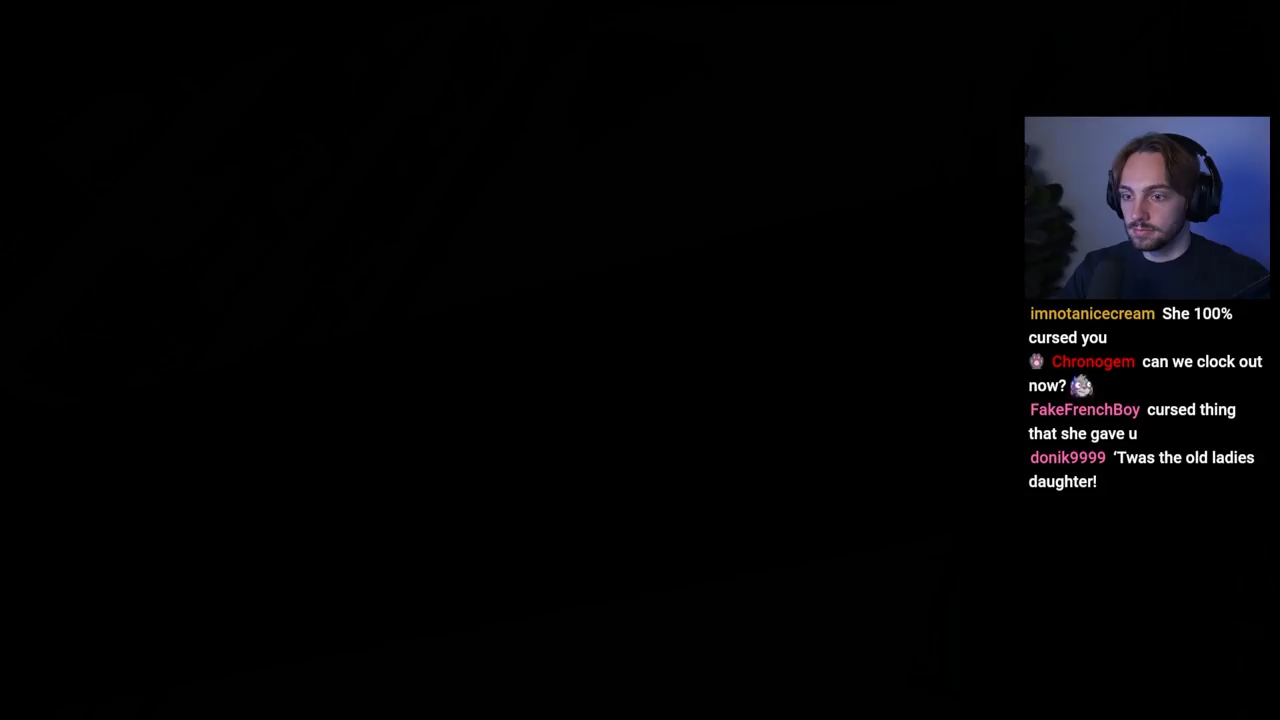 imnotanicecream She 100%
cursed you
Chronogem can we clock out
now?
FakeFrenchBoy cursed thing
that she gave u
donik9999 ‘Twas the old ladies
daughter!